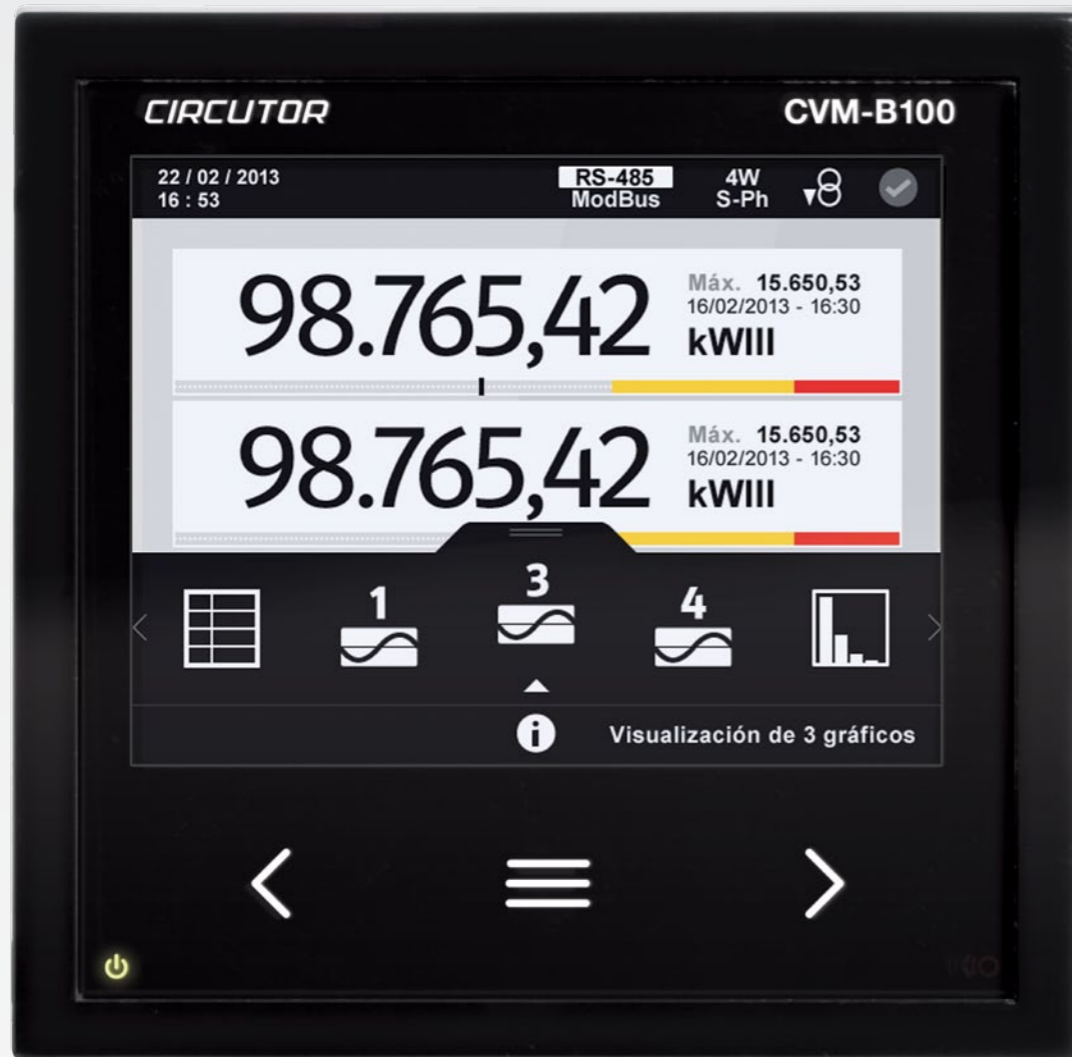 CIRCUTOR
CVM-B100
22 / 02 / 2013
16 : 53
RS-485
ModBus
4W
S-Ph
98.765,42
Máx. 15.650,53
16/02/2013 - 16:30
kWIII
98.765,42
Máx. 15.650,53
16/02/2013 - 16:30
kWIII
1
3
4
i
Visualización de 3 gráficos